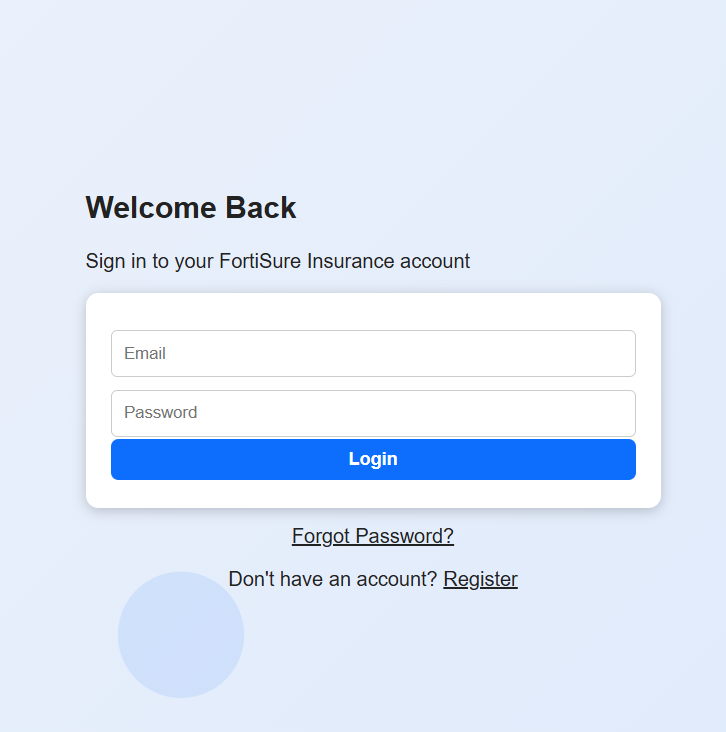 Welcome Back
Sign in to your FortiSure Insurance account
Email
Password
Login
Forgot Password?
Don't have an account? Register